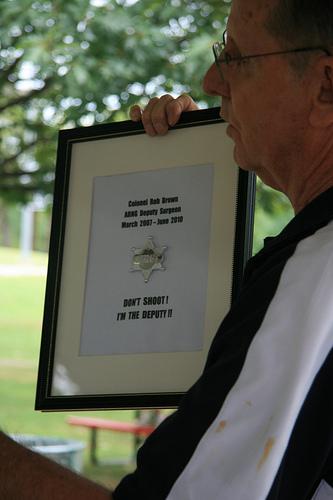 Colonel Bob Brown
ARNG Deputy Surgeon
March 2007 - June 2010
DON'T SHOOT!
I'M THE DEPUTY!!